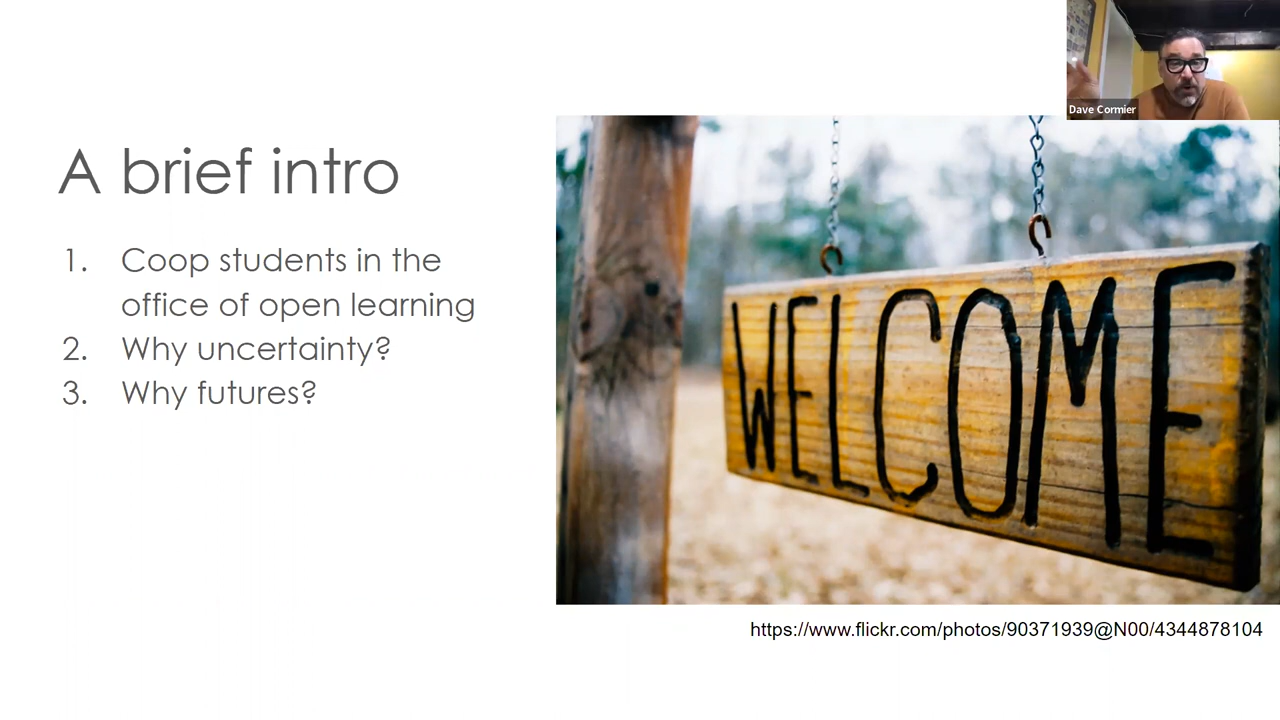 Dave Cormier
A brief intro
1. Coop students in the
office of open learning
2. Why uncertainty?
3. Why futures?
WELCOME
https://www.flickr.com/photos/90371939@N00/4344878104